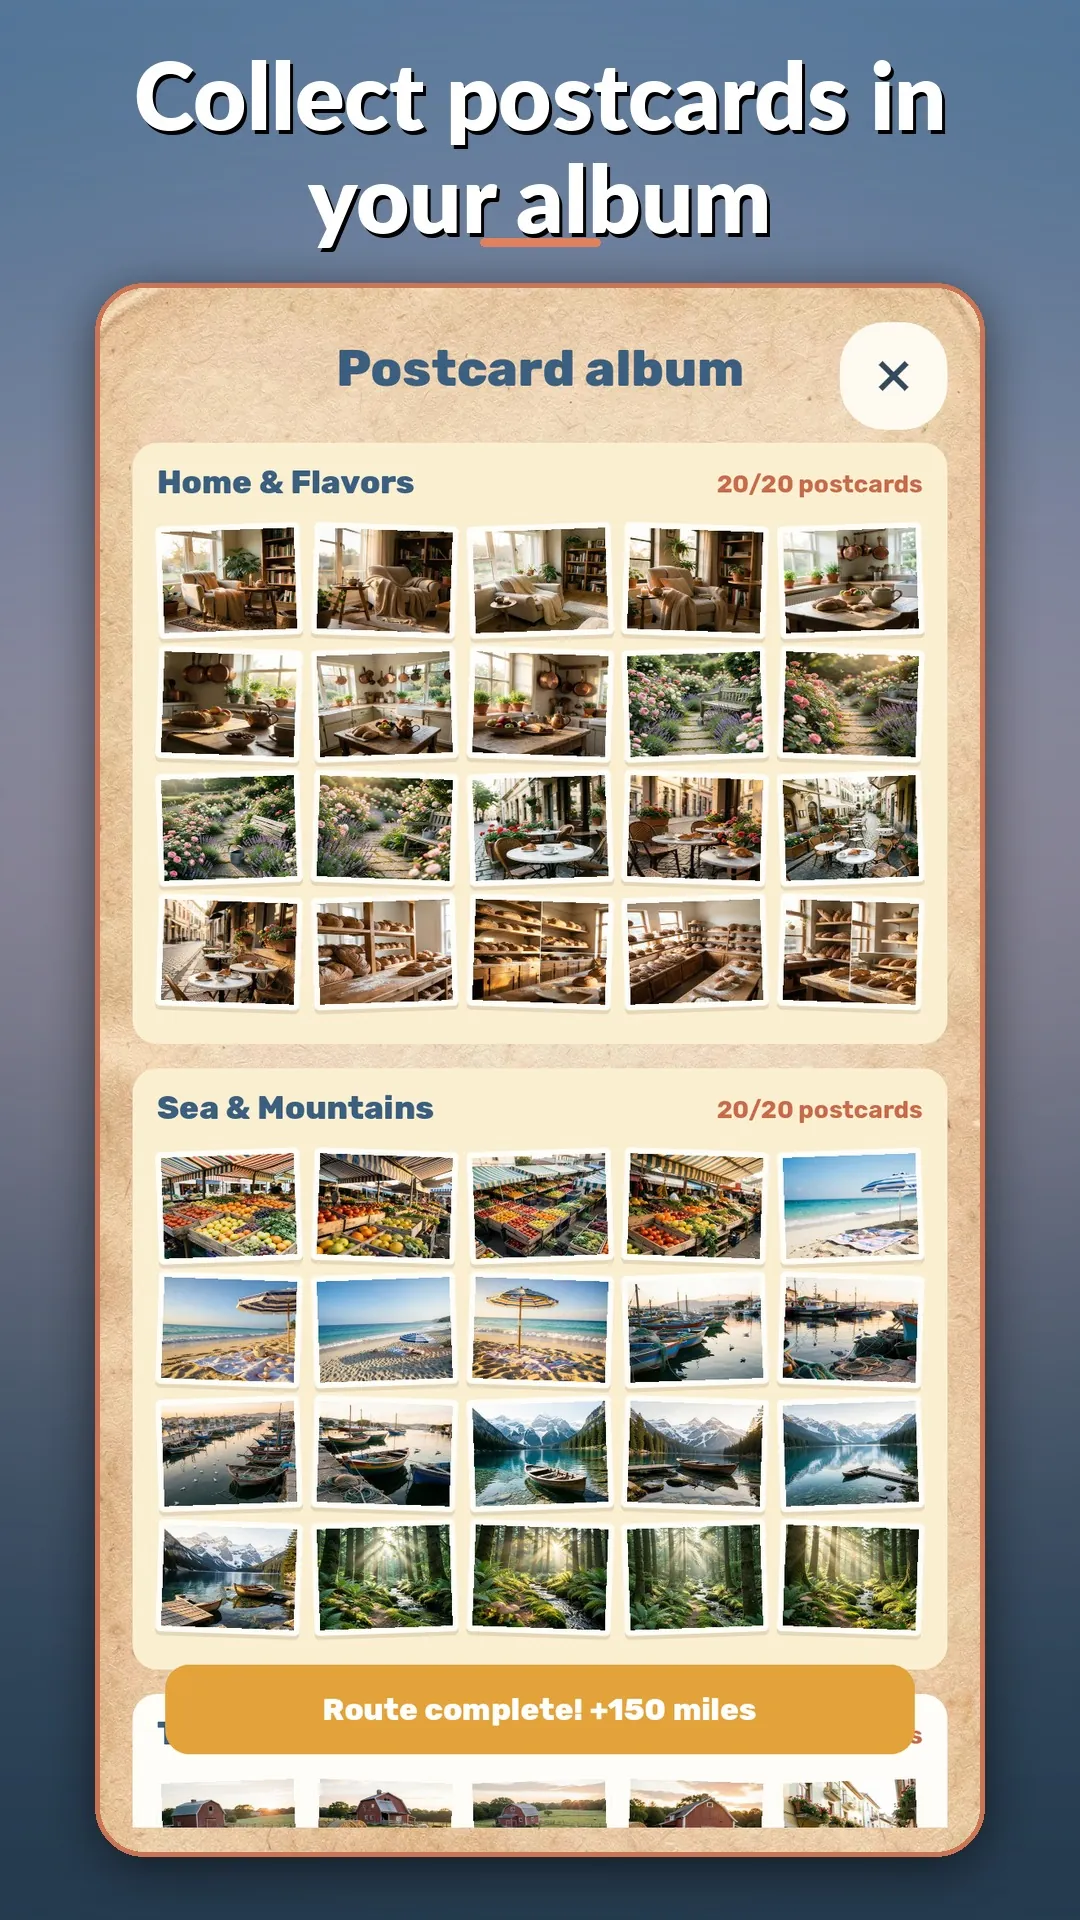 Collect postcards in
your album
Postcard album
Home & Flavors
20/20 postcards
Sea & Mountains
20/20 postcards
Route complete! +150 miles